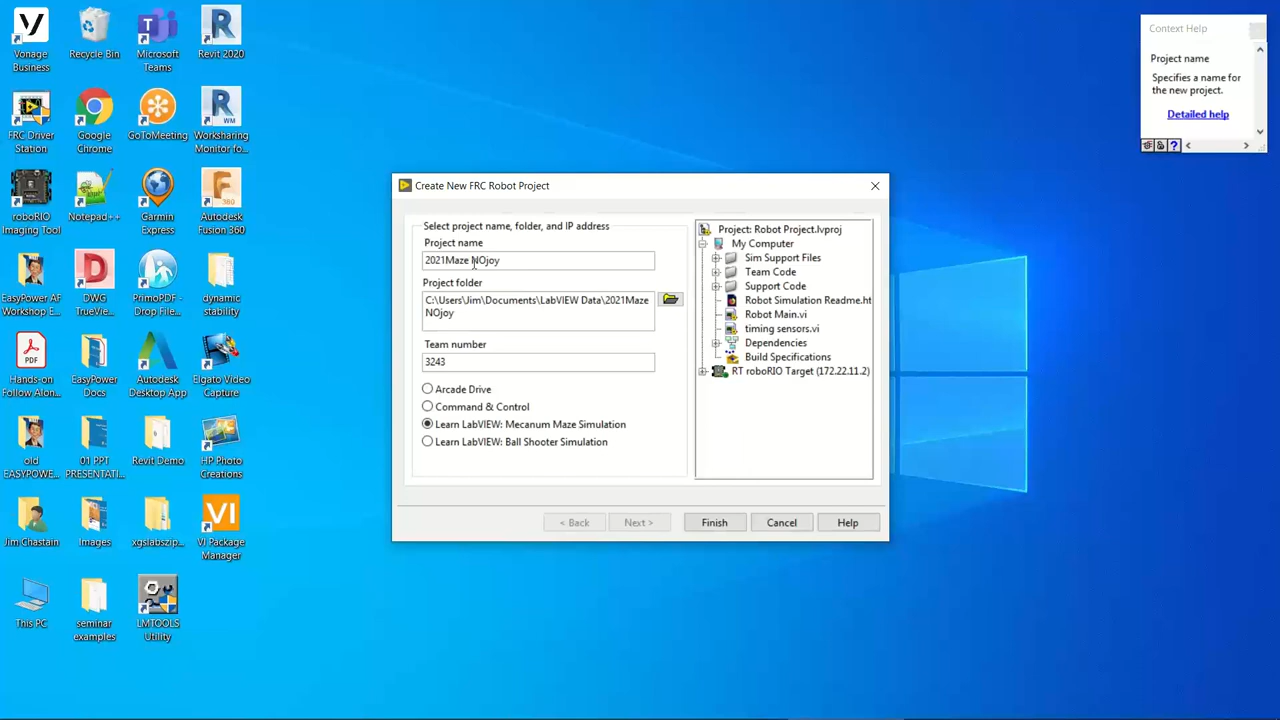 Vonage
Business
Recycle Bin
Microsoft
Teams
Revit 2020
FRC Driver
Station
Google
Chrome
GoToMeeting
Worksharing
Monitor fo...
roboRIO
Imaging Tool
Notepad++
Garmin
Express
Autodesk
Fusion 360
EasyPower AF
Workshop E...
DWG
TrueVie...
PrimoPDF -
Drop File...
dynamic
stability
Hands-on
Follow Alon...
EasyPower
Docs
Autodesk
Desktop App
Elgato Video
Capture
old
EASYPOWE...
01 PPT
PRESENTATI...
Revit Demo
HP Photo
Creations
Jim Chastain
Images
xgslabszip...
VI Package
Manager
This PC
seminar
examples
LMTOOLS
Utility
Create New FRC Robot Project
Select project name, folder, and IP address
Project name
2021Maze NOjoy
Project folder
C:\Users\Jim\Documents\LabVIEW Data\2021Maze
NOjoy
Team number
3243
Arcade Drive
Command & Control
Learn LabVIEW: Mecanum Maze Simulation
Learn LabVIEW: Ball Shooter Simulation
Project: Robot Project.lvproj
My Computer
Sim Support Files
Team Code
Support Code
Robot Simulation Readme.ht
Robot Main.vi
timing sensors.vi
Dependencies
Build Specifications
RT roboRIO Target (172.22.11.2)
< Back
Next >
Finish
Cancel
Help
Context Help
Project name
Specifies a name for
the new project.
Detailed help